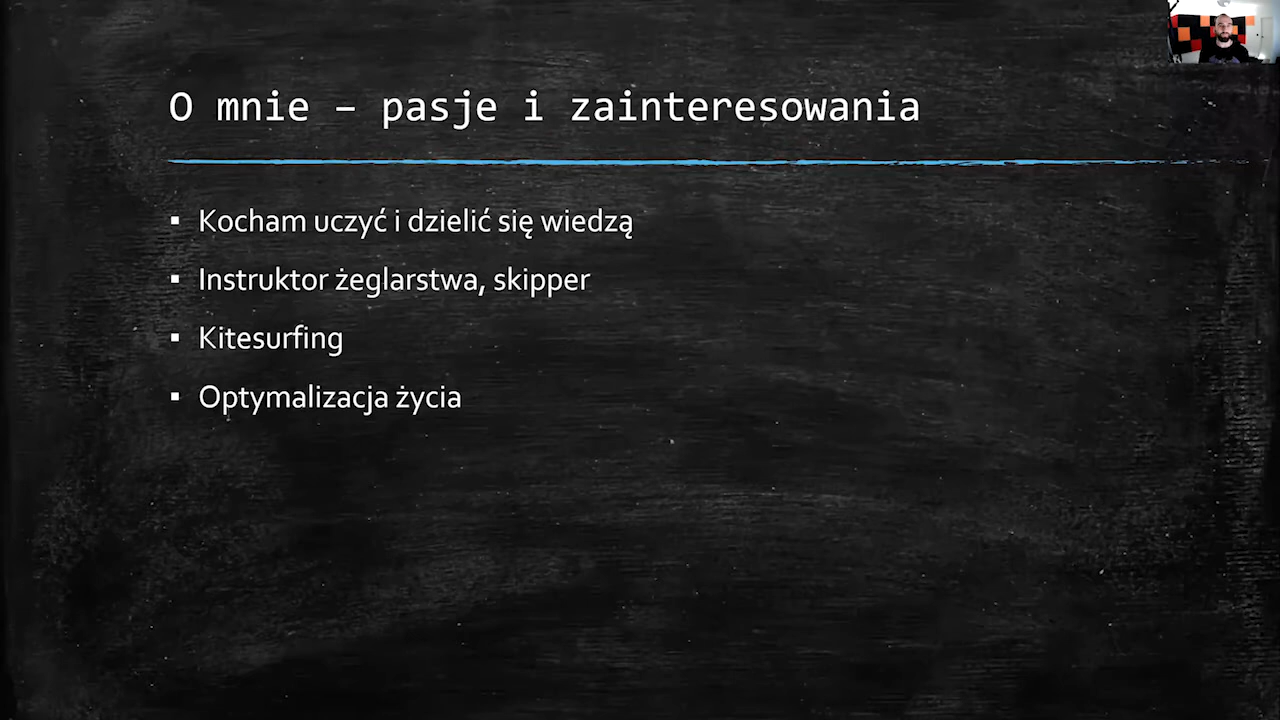 O mnie – pasje i zainteresowania
▪ Kocham uczyć i dzielić się wiedzą
▪ Instruktor żeglarstwa, skipper
▪ Kitesurfing
▪ Optymalizacja życia